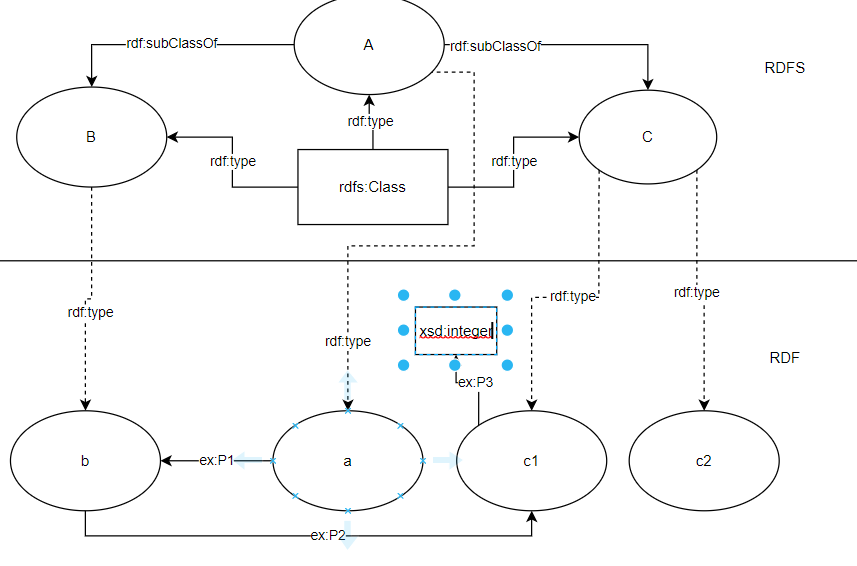 A
rdf:subClassOf
rdf:subClassOf
RDFS
rdf:type
B
C
rdf:type
rdf:type
rdfs:Class
rdf:type
rdf:type
rdf:type
xsd:integer
rdf:type
RDF
ex:P3
b
ex:P1
a
c1
c2
ex:P2